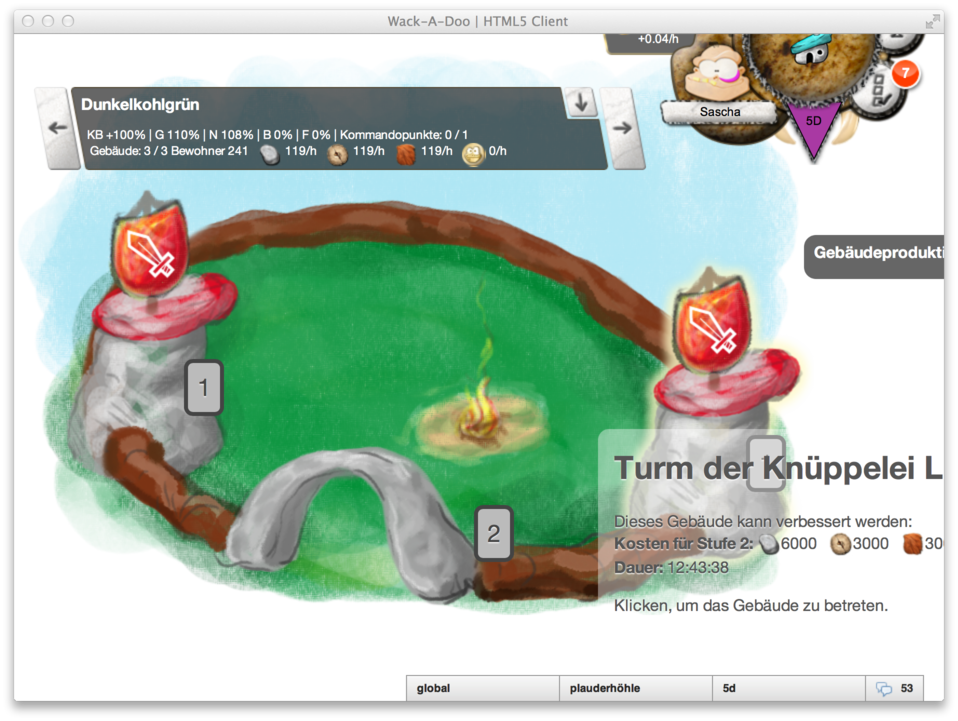 Wack-A-Doo | HTML5 Client
+0.04/h
7
Sascha
5D
Dunkelkohlgrün
KB +100% | G 110% | N 108% | B 0% | F 0% | Kommandopunkte: 0 / 1
Gebäude: 3 / 3 Bewohner 241 119/h 119/h 119/h 0/h
Gebäudeprodukti
1
2
Turm der Knüppelei L
Dieses Gebäude kann verbessert werden:
Kosten für Stufe 2: 6000 3000 30
Dauer: 12:43:38
Klicken, um das Gebäude zu betreten.
global plauderhöhle 5d 53